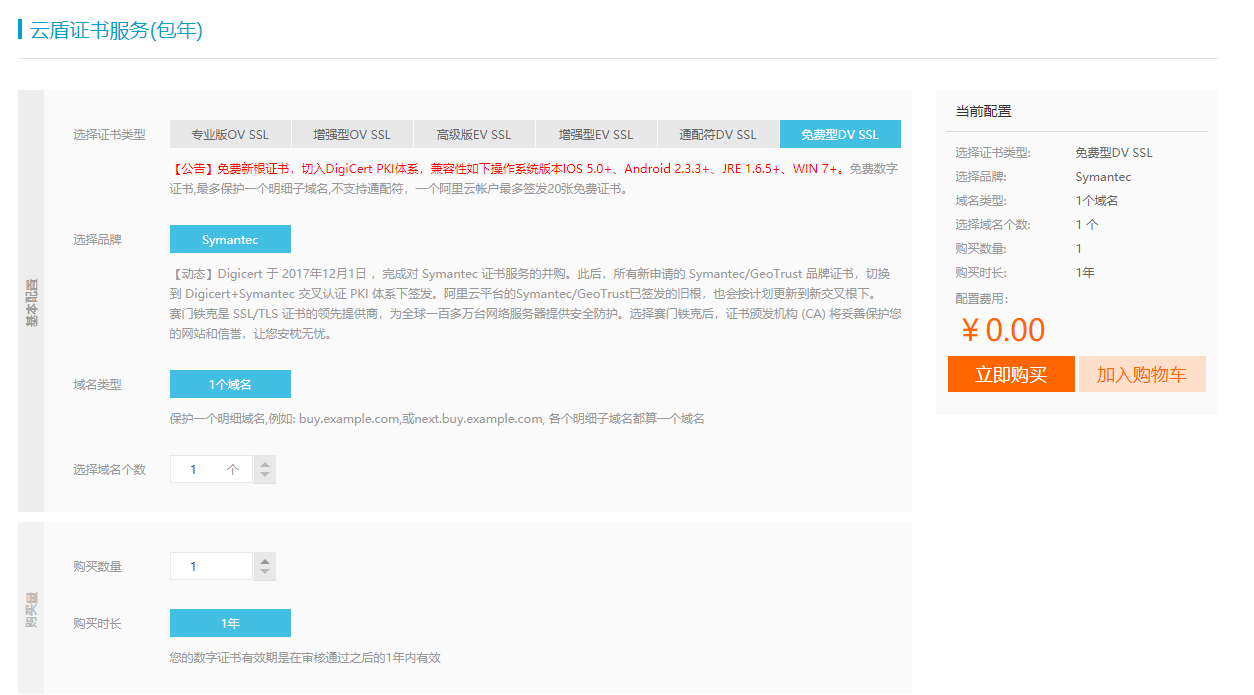 云盾证书服务(包年)
基本配置
选择证书类型
专业版OV SSL
增强型OV SSL
高级版EV SSL
增强型EV SSL
通配符DV SSL
免费型DV SSL
【公告】免费新根证书，切入DigiCert PKI体系，兼容性如下操作系统版本IOS 5.0+、Android 2.3.3+、JRE 1.6.5+、WIN 7+。免费数字
证书,最多保护一个明细子域名,不支持通配符，一个阿里云帐户最多签发20张免费证书。
选择品牌
Symantec
【动态】Digicert 于 2017年12月1日 ，完成对 Symantec 证书服务的并购。此后，所有新申请的 Symantec/GeoTrust 品牌证书，切换
到 Digicert+Symantec 交叉认证 PKI 体系下签发。阿里云平台的Symantec/GeoTrust已签发的旧根，也会按计划更新到新交叉根下。
赛门铁克是 SSL/TLS 证书的领先提供商，为全球一百多万台网络服务器提供安全防护。选择赛门铁克后，证书颁发机构 (CA) 将妥善保护您
的网站和信誉，让您安枕无忧。
域名类型
1个域名
保护一个明细域名,例如: buy.example.com,或next.buy.example.com, 各个明细子域名都算一个域名
选择域名个数
1 个
购买量
购买数量
1
购买时长
1年
您的数字证书有效期是在审核通过之后的1年内有效
当前配置
选择证书类型: 免费型DV SSL
选择品牌: Symantec
域名类型: 1个域名
选择域名个数: 1 个
购买数量: 1
购买时长: 1年
配置费用:
¥ 0.00
立即购买
加入购物车